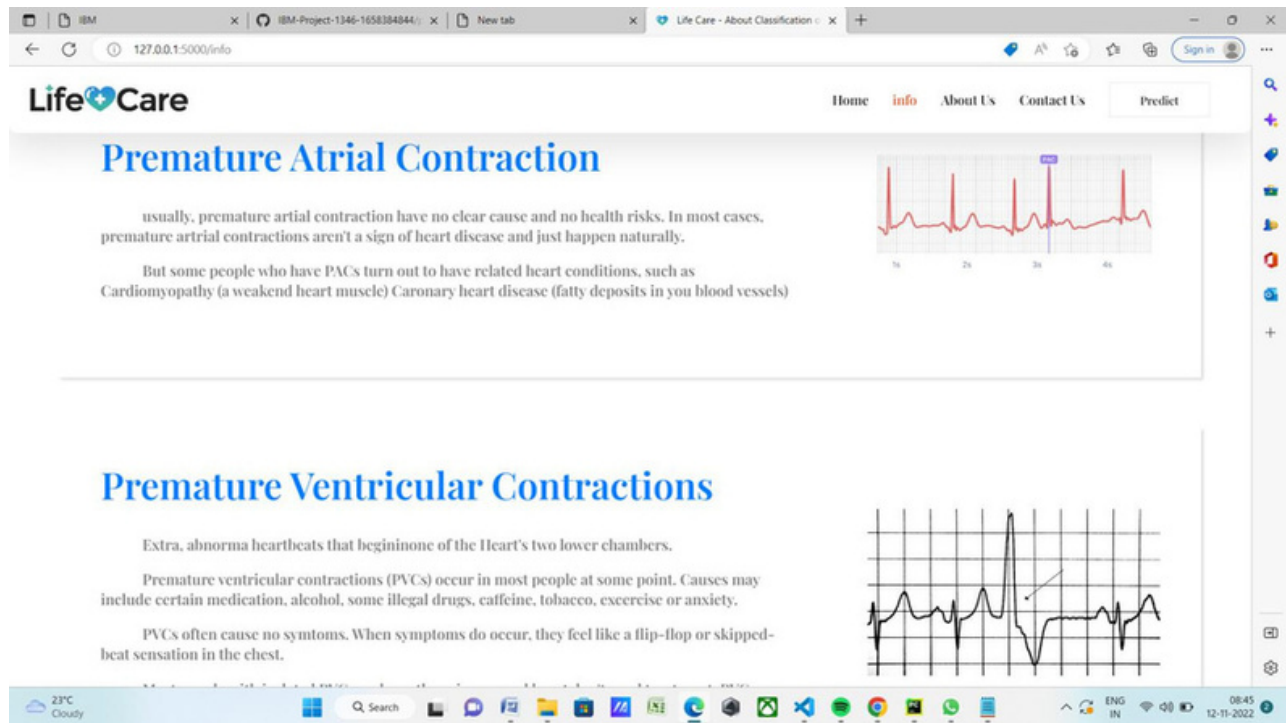 IBM
IBM-Project-1346-1658384844/
New tab
Life Care - About Classification
127.0.0.1:5000/info
Sign in
Life Care
Home info About Us Contact Us Predict
Premature Atrial Contraction
PAC
usually, premature artial contraction have no clear cause and no health risks. In most cases,
premature artrial contractions aren't a sign of heart disease and just happen naturally.
But some people who have PACs turn out to have related heart conditions, such as
Cardiomyopathy (a weakend heart muscle) Caronary heart disease (fatty deposits in you blood vessels)
1s 2s 3s 4s
Premature Ventricular Contractions
Extra, abnorma heartbeats that begininone of the Heart's two lower chambers.
Premature ventricular contractions (PVCs) occur in most people at some point. Causes may
include certain medication, alcohol, some illegal drugs, caffeine, tobacco, excercise or anxiety.
PVCs often cause no symtoms. When symptoms do occur, they feel like a flip-flop or skipped-
beat sensation in the chest.
23°C
Cloudy
Search
ENG
IN
08:45
12-11-2022